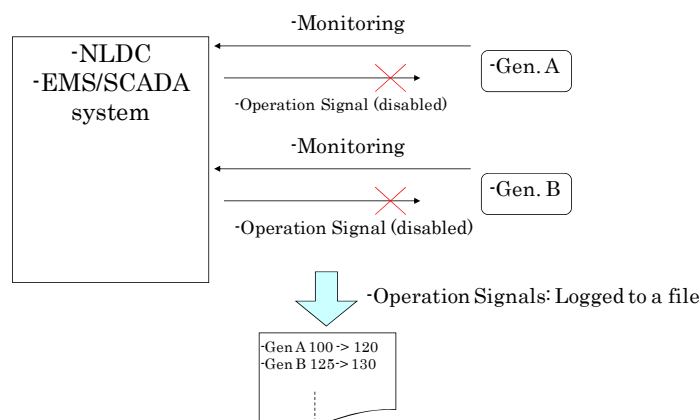 -Monitoring
-NLDC
-EMS/SCADA
system
-Gen. A
-Operation Signal (disabled)
-Monitoring
-Gen. B
-Operation Signal (disabled)
-Operation Signals: Logged to a file
-Gen A 100 -> 120
-Gen B 125-> 130